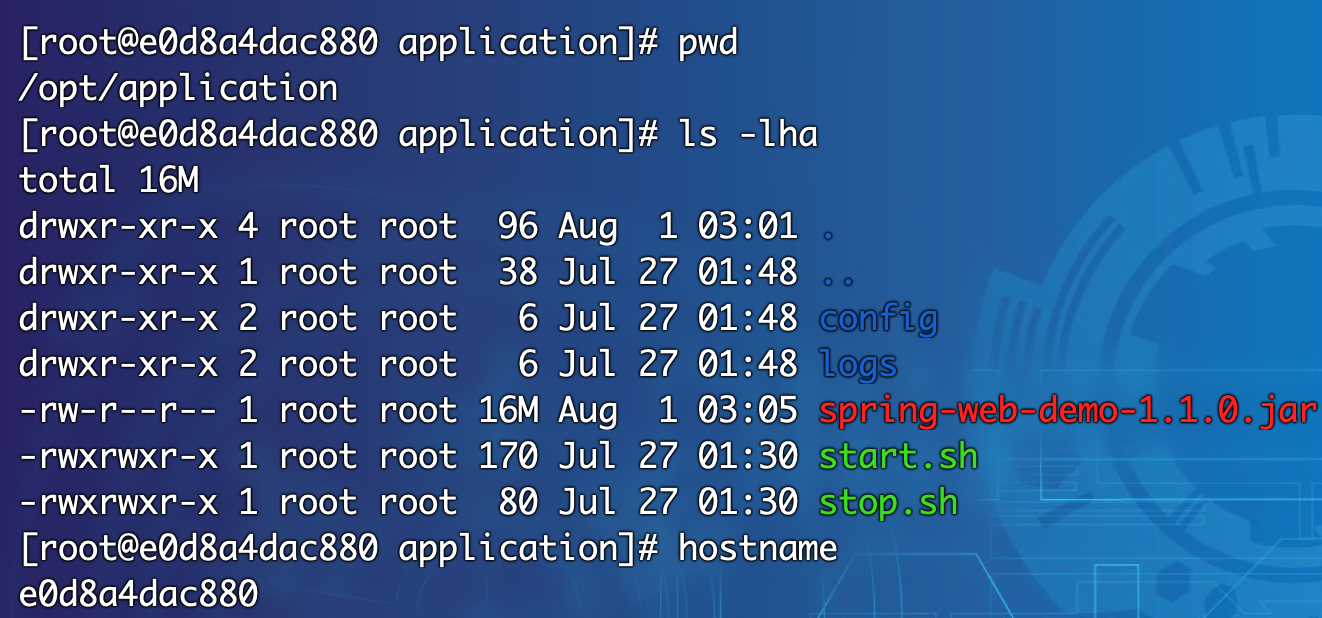 [root@e0d8a4dac880 application]# pwd
/opt/application
[root@e0d8a4dac880 application]# ls -lha
total 16M
drwxr-xr-x 4 root root  96 Aug  1 03:01 .
drwxr-xr-x 1 root root  38 Jul 27 01:48 ..
drwxr-xr-x 2 root root   6 Jul 27 01:48 config
drwxr-xr-x 2 root root   6 Jul 27 01:48 logs
-rw-r--r-- 1 root root 16M Aug  1 03:05 spring-web-demo-1.1.0.jar
-rwxrwxr-x 1 root root 170 Jul 27 01:30 start.sh
-rwxrwxr-x 1 root root  80 Jul 27 01:30 stop.sh
[root@e0d8a4dac880 application]# hostname
e0d8a4dac880